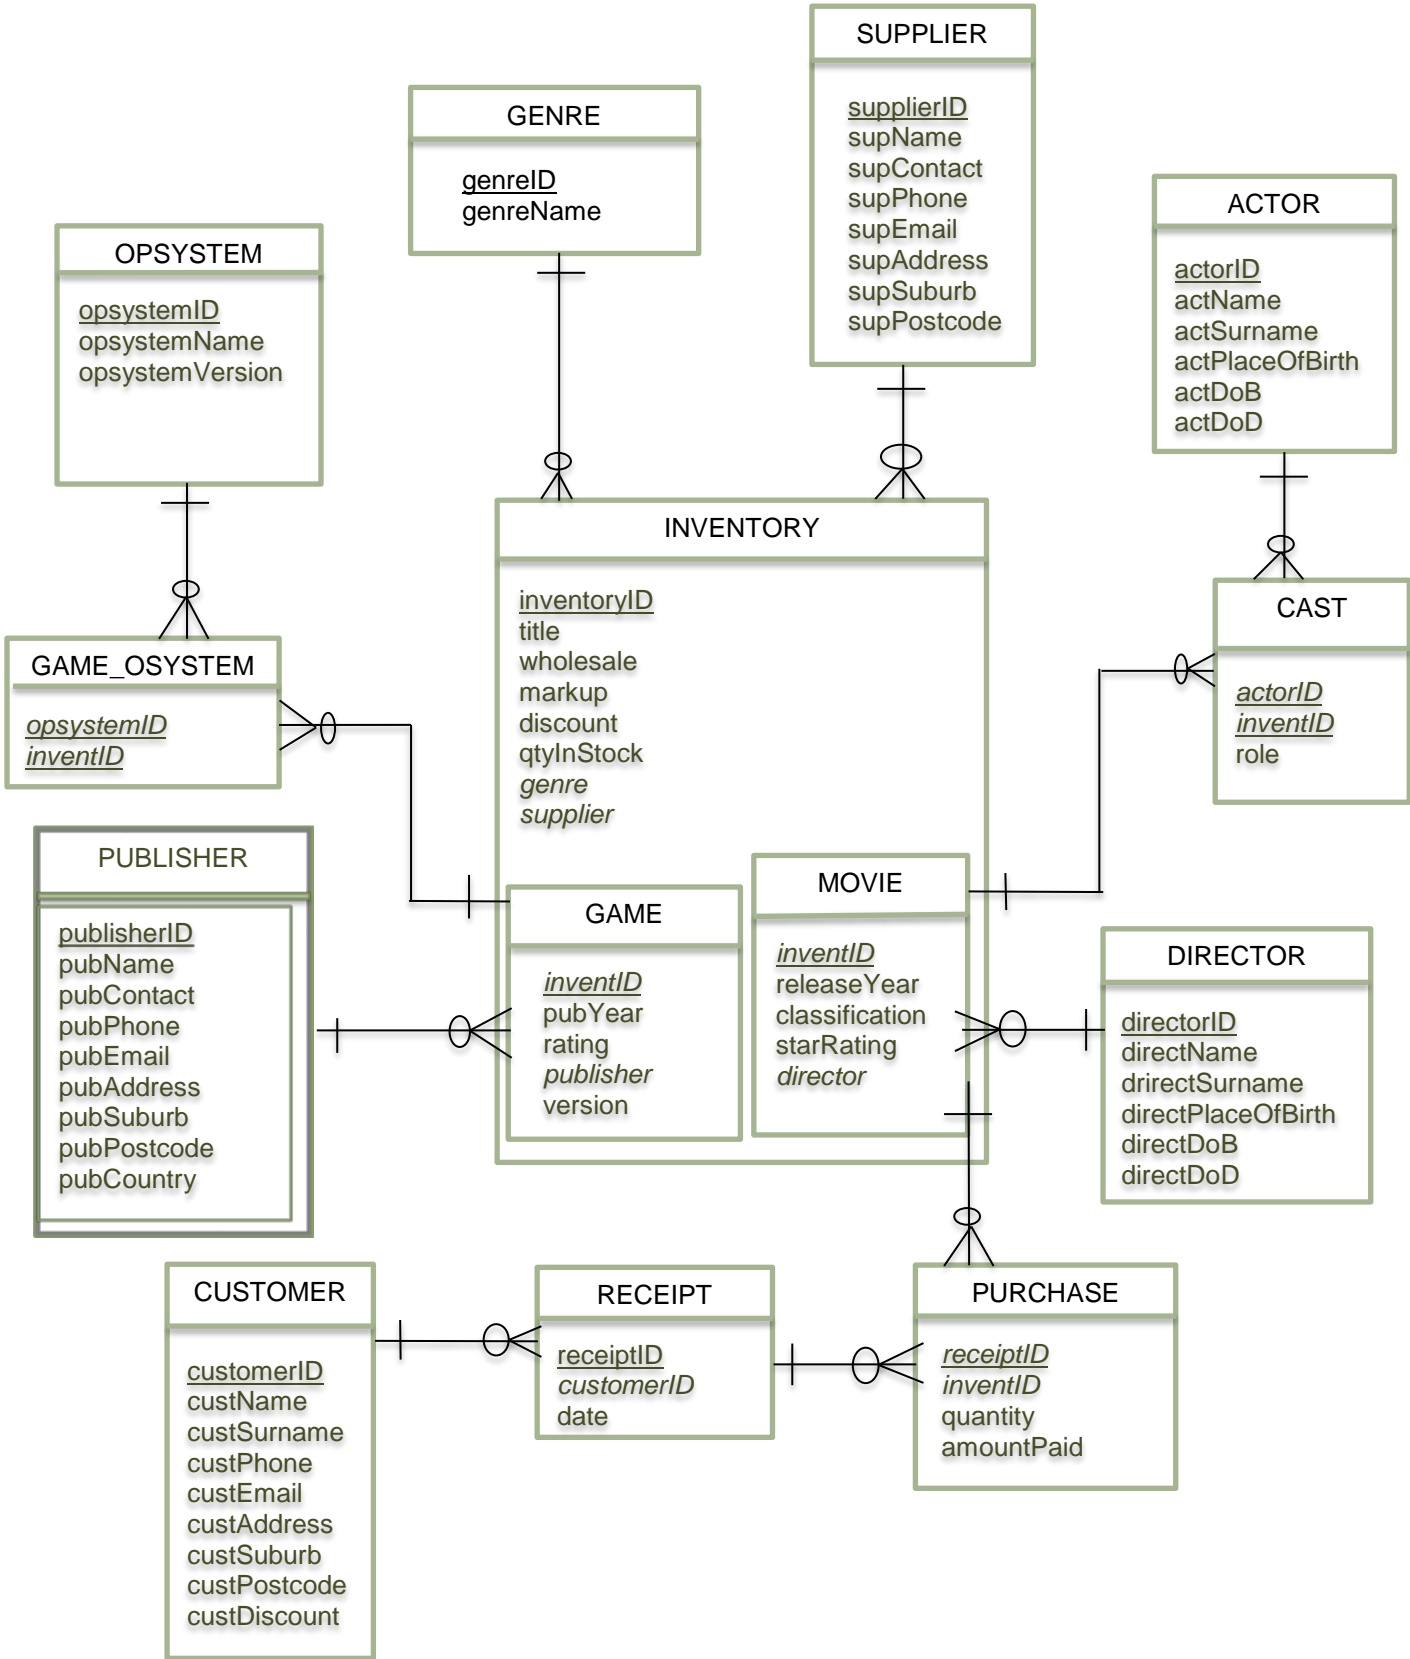 SUPPLIER
supplierID
supName
supContact
supPhone
supEmail
supAddress
supSuburb
supPostcode
GENRE
genreID
genreName
ACTOR
actorID
actName
actSurname
actPlaceOfBirth
actDoB
actDoD
OPSYSTEM
opsystemID
opsystemName
opsystemVersion
INVENTORY
inventoryID
title
wholesale
markup
discount
qtyInStock
genre
supplier
CAST
actorID
inventID
role
GAME_OSYSTEM
opsystemID
inventID
PUBLISHER
publisherID
pubName
pubContact
pubPhone
pubEmail
pubAddress
pubSuburb
pubPostcode
pubCountry
GAME
inventID
pubYear
rating
publisher
version
MOVIE
inventID
releaseYear
classification
starRating
director
DIRECTOR
directorID
directName
drirectSurname
directPlaceOfBirth
directDoB
directDoD
CUSTOMER
customerID
custName
custSurname
custPhone
custEmail
custAddress
custSuburb
custPostcode
custDiscount
RECEIPT
receiptID
customerID
date
PURCHASE
receiptID
inventID
quantity
amountPaid